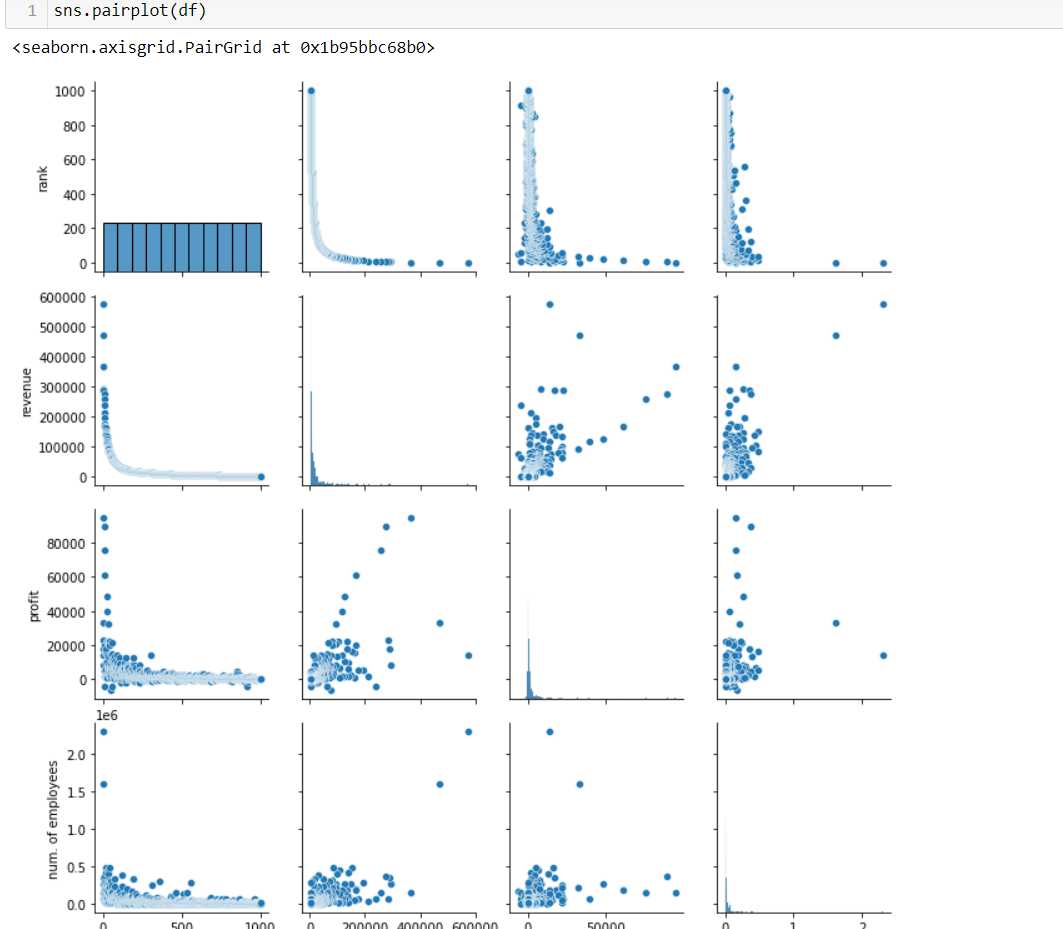 1 sns.pairplot(df)
<seaborn.axisgrid.PairGrid at 0x1b95bbc68b0>
1000
800
600
400
200
0
rank
600000
500000
400000
300000
200000
100000
0
revenue
80000
60000
40000
20000
0
profit
1e6
2.0
1.5
1.0
0.5
0.0
num. of employees
0 500 1000
0 200000 400000 600000
0 50000
0 1 2